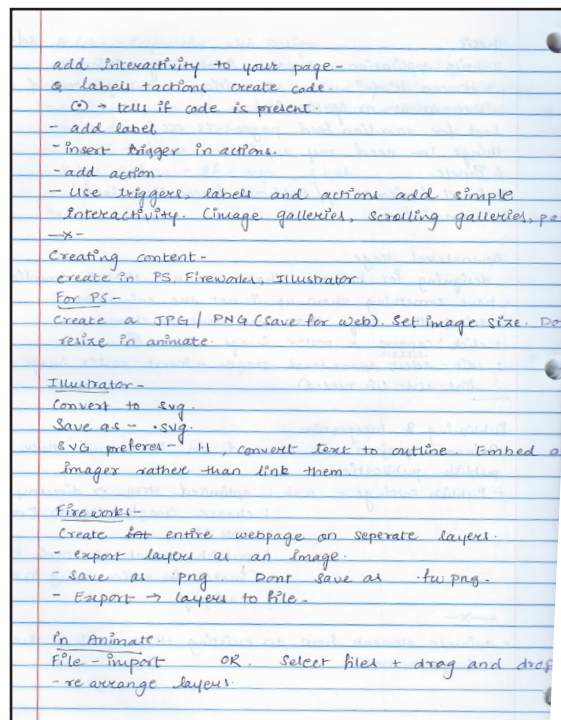 add interactivity to your page-
& labels + actions create code.
{•} → tells if code is present.
- add label
- insert trigger in actions.
- add action.
- Use triggers, labels and actions add simple
interactivity. (image galleries, scrolling galleries, pa
—x—
Creating content -
create in PS, Fireworks, Illustrator
For PS -
Create a JPG / PNG (save for web). Set image size. Do
resize in animate.
Illustrator -
Convert to svg.
Save as - .svg.
SVG preferes - 1.1, convert text to outline. Embed a
imager rather than link them.
Fireworks -
Create entire webpage on seperate layers.
- export layers as an image.
- Save as png Dont save as .fw png.
- Export → layers to file.
in Animate.
File - import OR. Select files + drag and drop
- re arrange layers.